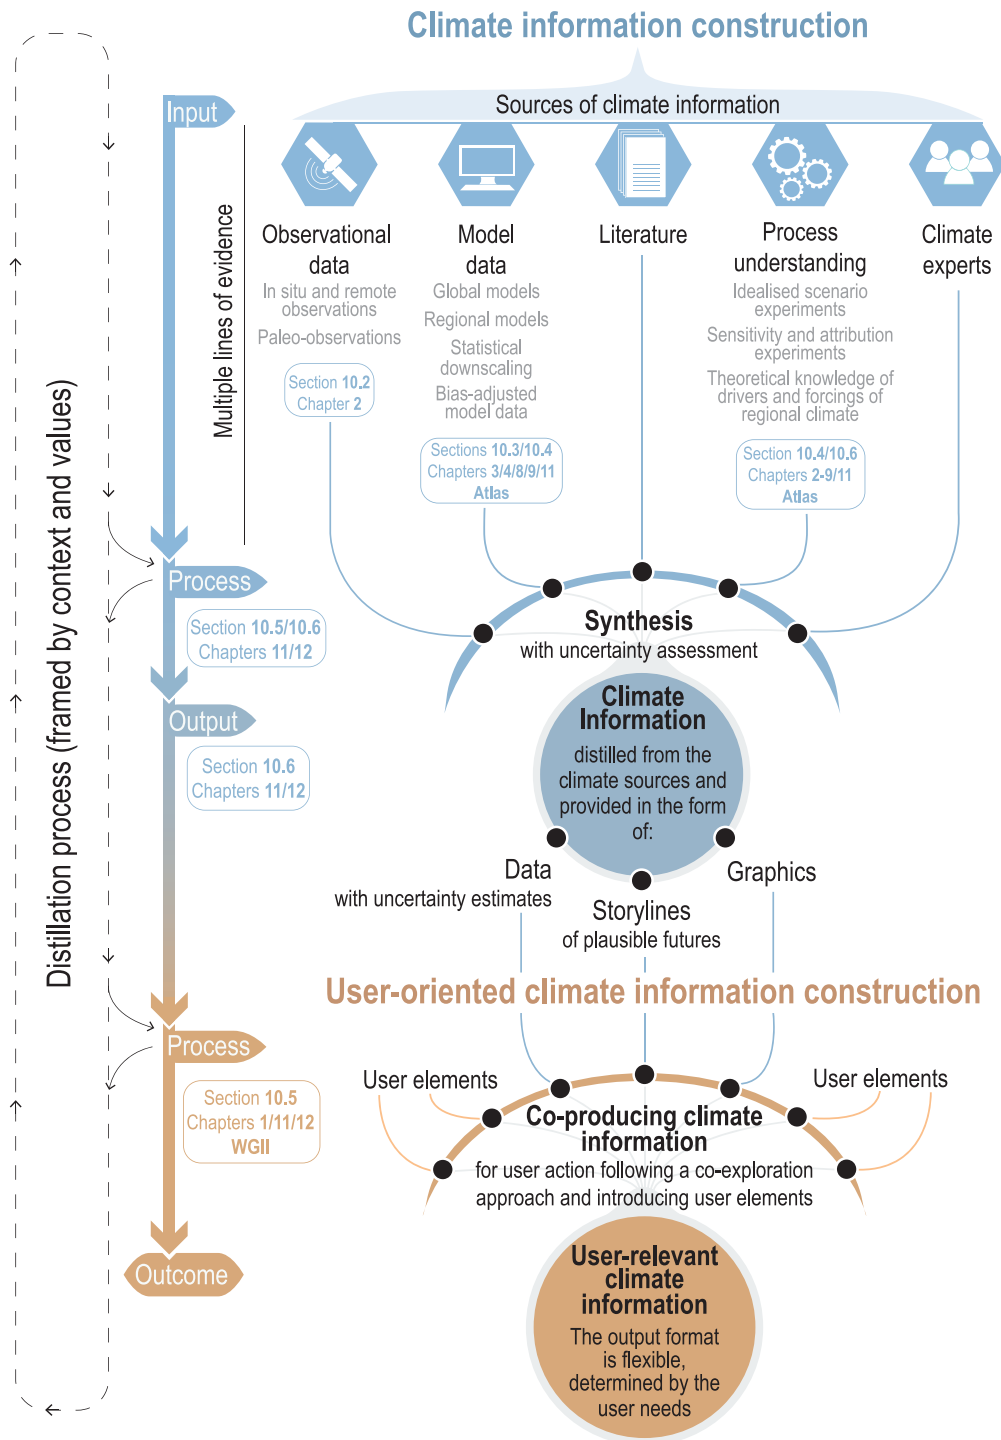 Climate information construction
Sources of climate information
Input
Multiple lines of evidence
Distillation process (framed by context and values)
Observational
data
In situ and remote
observations
Paleo-observations
Section 10.2
Chapter 2
Model
data
Global models
Regional models
Statistical
downscaling
Bias-adjusted
model data
Sections 10.3/10.4
Chapters 3/4/8/9/11
Atlas
Literature
Process
understanding
Idealised scenario
experiments
Sensitivity and attribution
experiments
Theoretical knowledge of
drivers and forcings of
regional climate
Section 10.4/10.6
Chapters 2-9/11
Atlas
Climate
experts
Process
Section 10.5/10.6
Chapters 11/12
Synthesis
with uncertainty assessment
Output
Section 10.6
Chapters 11/12
Climate
Information
distilled from the
climate sources and
provided in the form
of:
Data
with uncertainty estimates
Storylines
of plausible futures
Graphics
User-oriented climate information construction
Process
Section 10.5
Chapters 1/11/12
WGII
User elements
User elements
Co-producing climate
information
for user action following a co-exploration
approach and introducing user elements
Outcome
User-relevant
climate
information
The output format
is flexible,
determined by the
user needs